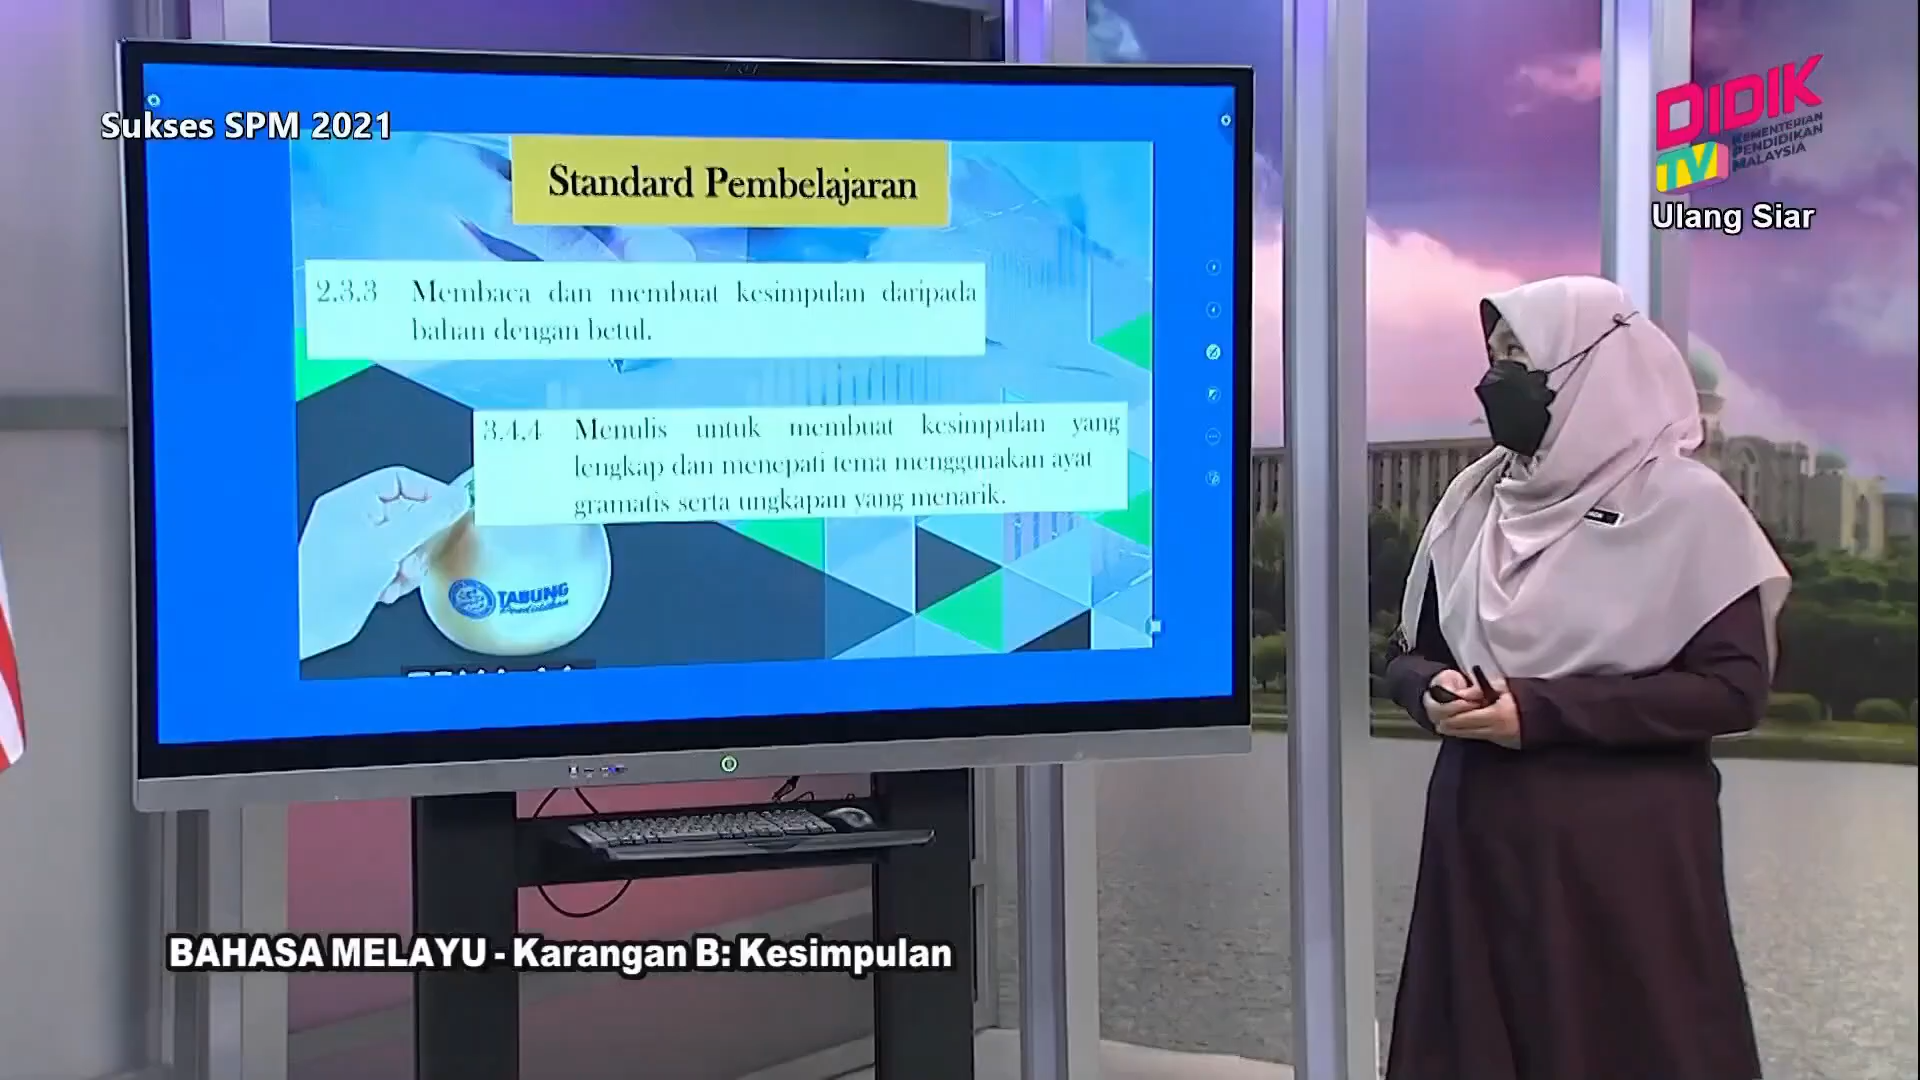 Sukses SPM 2021
DIDIK
TV
KEMENTERIAN
PENDIDIKAN
MALAYSIA
Ulang Siar
Standard Pembelajaran
2.3.3 Membaca dan membuat kesimpulan daripada
bahan dengan betul.
3.4.4 Menulis untuk membuat kesimpulan yang
lengkap dan menepati tema menggunakan ayat
gramatis serta ungkapan yang menarik.
TABUNG
Pendidikan
BAHASA MELAYU - Karangan B: Kesimpulan